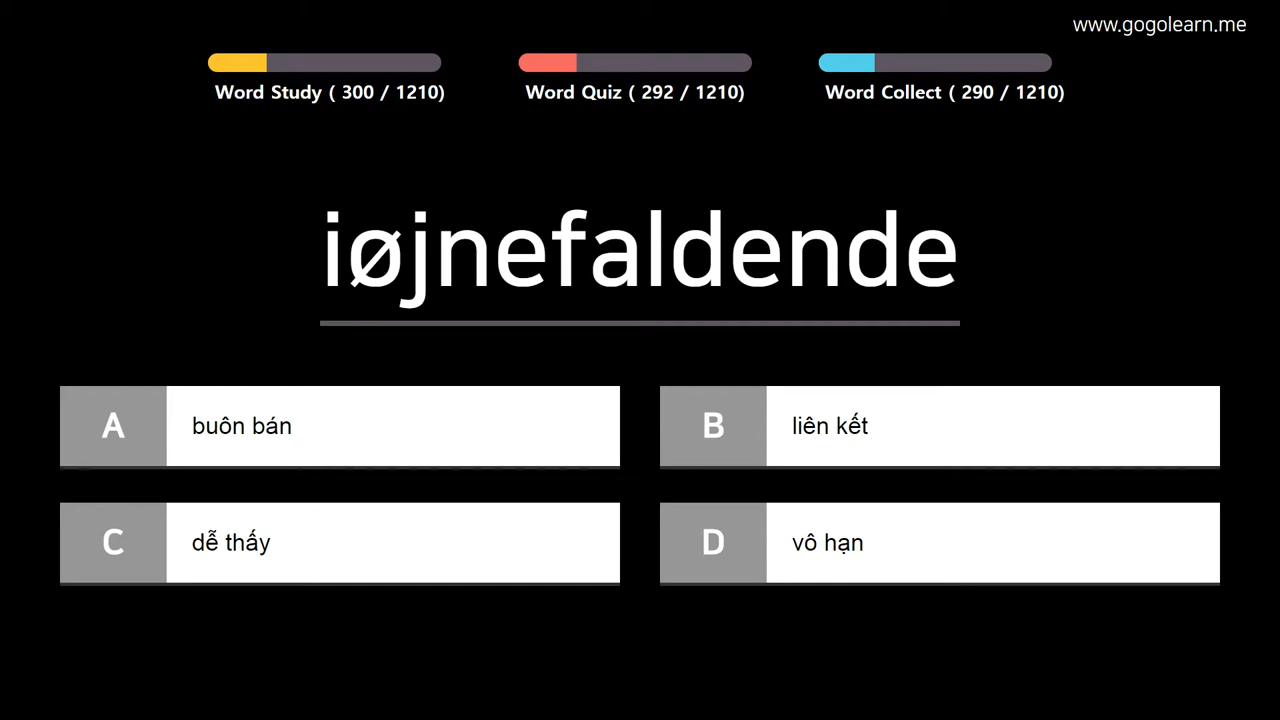 www.gogolearn.me
Word Study ( 300 / 1210)
Word Quiz ( 292 / 1210)
Word Collect ( 290 / 1210)
iøjnefaldende
A buôn bán
B liên kết
C dễ thấy
D vô hạn